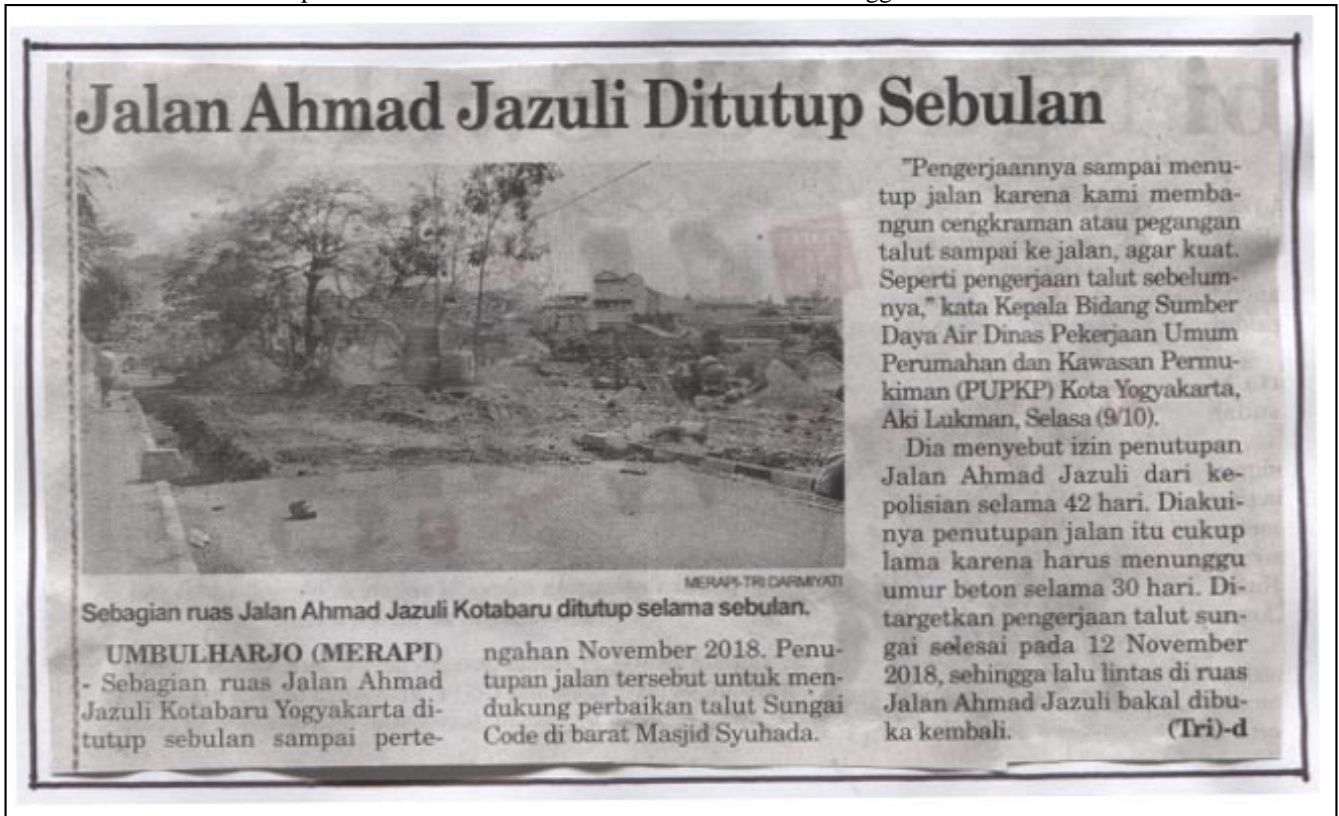 Jalan Ahmad Jazuli Ditutup Sebulan
MERAPI-TRI DARMIYATI
Sebagian ruas Jalan Ahmad Jazuli Kotabaru ditutup selama sebulan.
UMBULHARJO (MERAPI)
- Sebagian ruas Jalan Ahmad
Jazuli Kotabaru Yogyakarta di-
tutup sebulan sampai perte-
ngahan November 2018. Penu-
tupan jalan tersebut untuk men-
dukung perbaikan talut Sungai
Code di barat Masjid Syuhada.
"Pengerjaannya sampai menu-
tup jalan karena kami memba-
ngun cengkraman atau pegangan
talut sampai ke jalan, agar kuat.
Seperti pengerjaan talut sebelum-
nya," kata Kepala Bidang Sumber
Daya Air Dinas Pekerjaan Umum
Perumahan dan Kawasan Permu-
kiman (PUPKP) Kota Yogyakarta,
Aki Lukman, Selasa (9/10).
Dia menyebut izin penutupan
Jalan Ahmad Jazuli dari ke-
polisian selama 42 hari. Diakui-
nya penutupan jalan itu cukup
lama karena harus menunggu
umur beton selama 30 hari. Di-
targetkan pengerjaan talut sun-
gai selesai pada 12 November
2018, sehingga lalu lintas di ruas
Jalan Ahmad Jazuli bakal dibu-
ka kembali. (Tri)-d